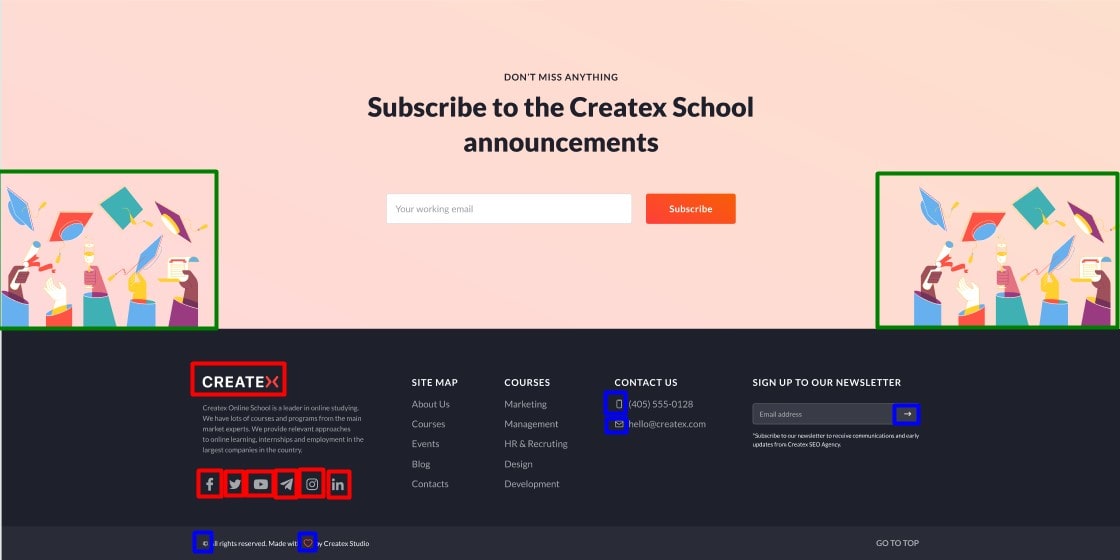 DON'T MISS ANYTHING
Subscribe to the Createx School
announcements
Your working email
Subscribe
CREATEX
Createx Online School is a leader in online studying.
We have lots of courses and programs from the main
market experts. We provide relevant approaches
to online learning, internships and employment in the
largest companies in the country.
SITE MAP
About Us
Courses
Events
Blog
Contacts
COURSES
Marketing
Management
HR & Recruting
Design
Development
CONTACT US
(405) 555-0128
hello@createx.com
SIGN UP TO OUR NEWSLETTER
Email address
→
*Subscribe to our newsletter to receive communications and early
updates from Createx SEO Agency.
© All rights reserved. Made with by Createx Studio
GO TO TOP